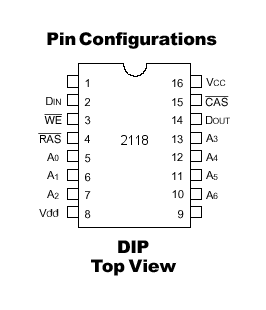 Pin Configurations
1 16 Vcc
DIN 2 15 CAS
WE 3 14 DOUT
RAS 4 2118 13 A3
A0 5 12 A4
A1 6 11 A5
A2 7 10 A6
Vdd 8 9
DIP
Top View